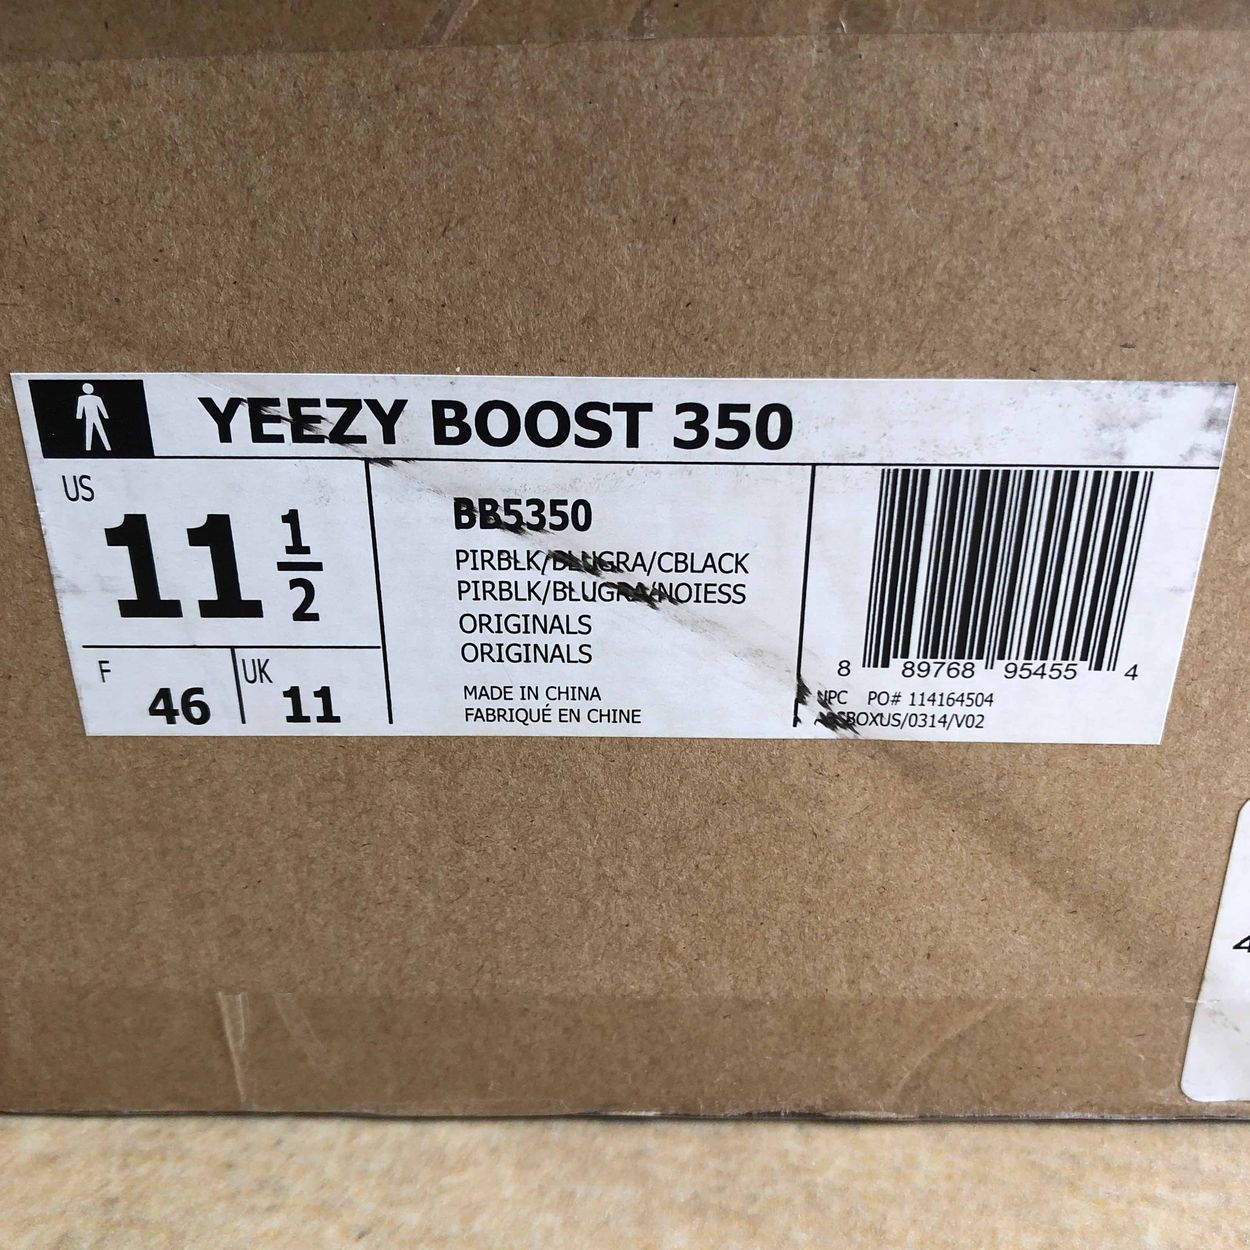 YEEZY BOOST 350
US
11 1/2
F
46
UK
11
BB5350
PIRBLK/BLUGRA/CBLACK
PIRBLK/BLUGRA/NOIESS
ORIGINALS
ORIGINALS
MADE IN CHINA
FABRIQUÉ EN CHINE
8 89768 95455 4
UPC PO# 114164504
/0314/V02